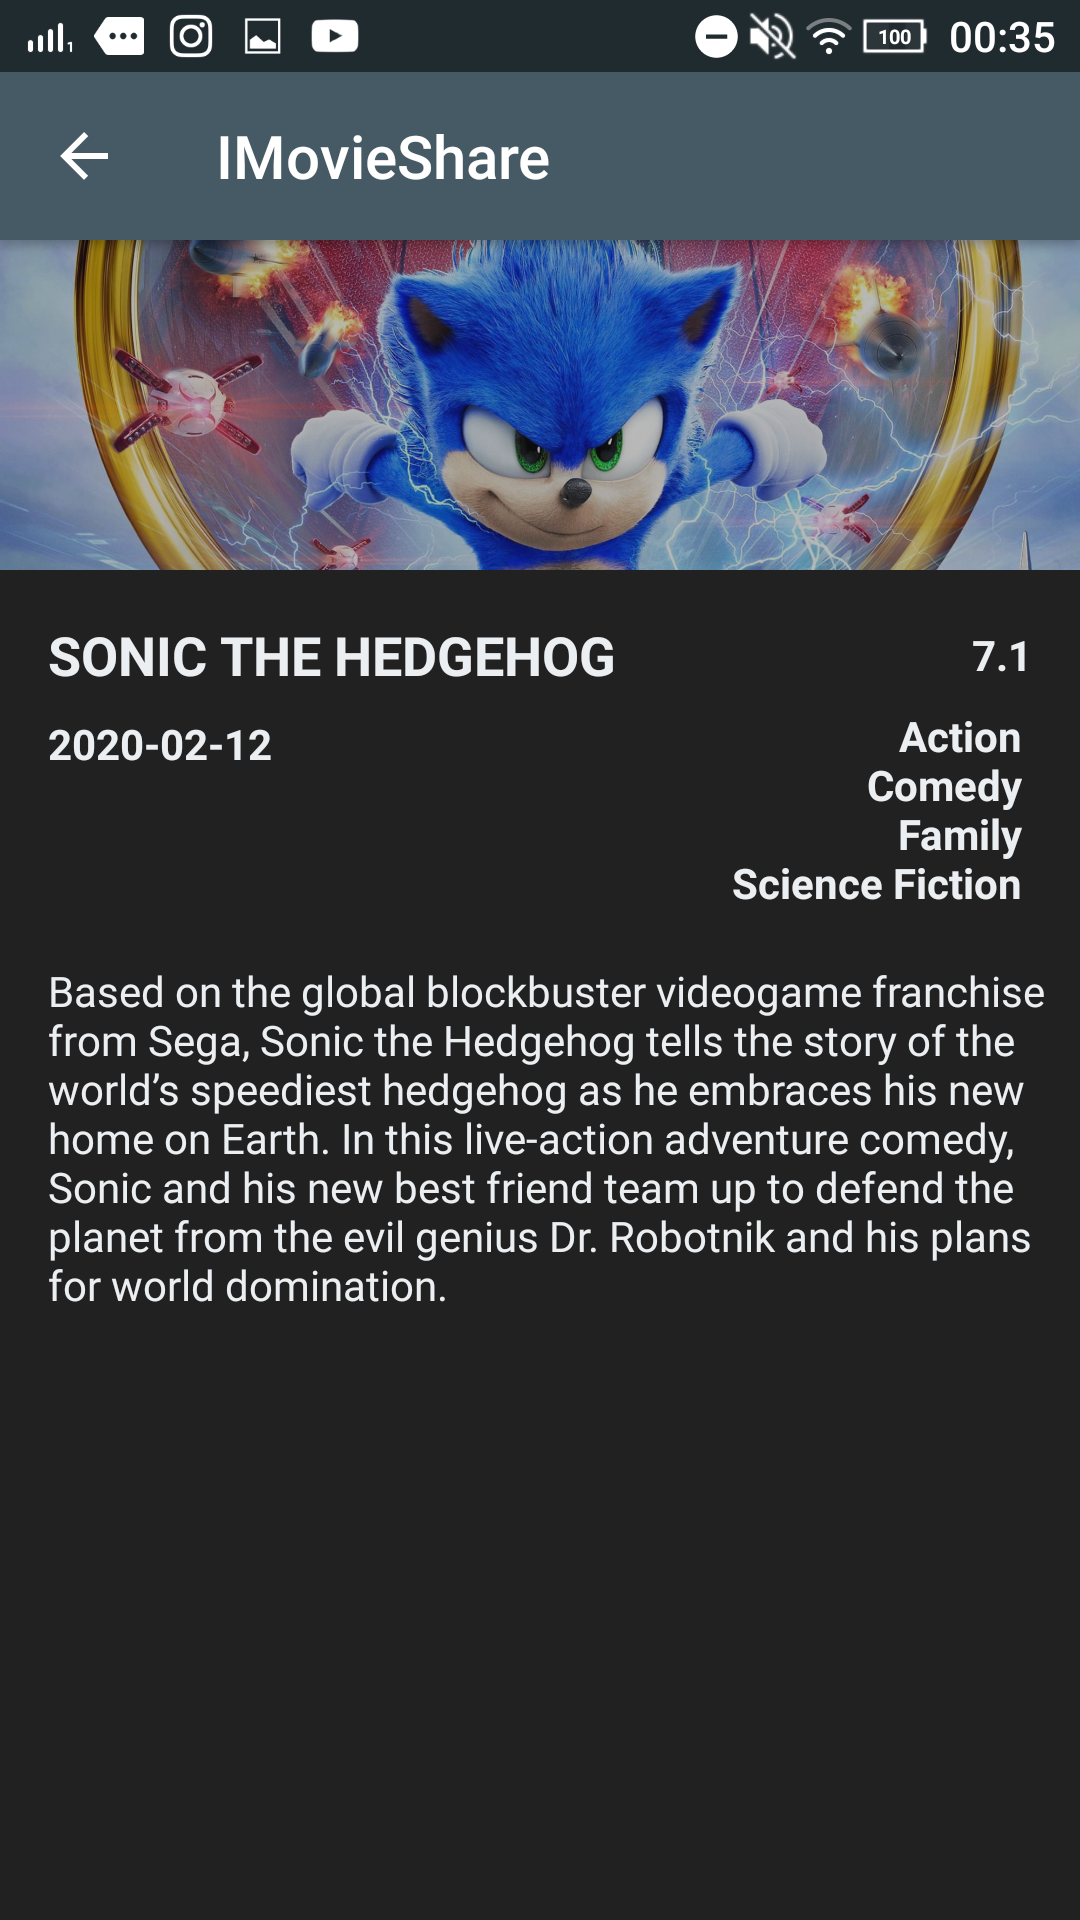 1 100 00:35
IMovieShare
SONIC THE HEDGEHOG 7.1
2020-02-12
Action
Comedy
Family
Science Fiction
Based on the global blockbuster videogame franchise
from Sega, Sonic the Hedgehog tells the story of the
world’s speediest hedgehog as he embraces his new
home on Earth. In this live-action adventure comedy,
Sonic and his new best friend team up to defend the
planet from the evil genius Dr. Robotnik and his plans
for world domination.